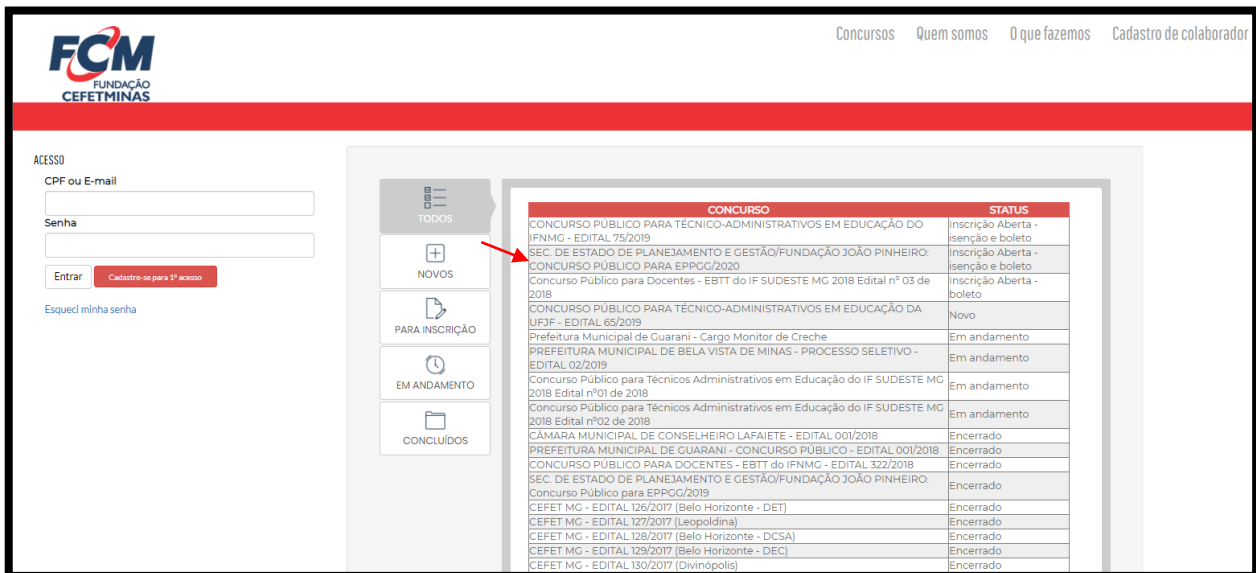 FCM
FUNDAÇÃO
CEFETMINAS
Concursos Quem somos O que fazemos Cadastro de colaborador
ACESSO
CPF ou E-mail
Senha
Entrar Cadastre-se para 1º acesso
Esqueci minha senha
TODOS
NOVOS
PARA INSCRIÇÃO
EM ANDAMENTO
CONCLUÍDOS
CONCURSO STATUS
CONCURSO PÚBLICO PARA TÉCNICO-ADMINISTRATIVOS EM EDUCAÇÃO DO Inscrição Aberta -
IFNMG - EDITAL 75/2019 isenção e boleto
SEC. DE ESTADO DE PLANEJAMENTO E GESTÃO/FUNDAÇÃO JOÃO PINHEIRO: Inscrição Aberta -
CONCURSO PÚBLICO PARA EPPGG/2020 isenção e boleto
Concurso Público para Docentes - EBTT do IF SUDESTE MG 2018 Edital nº 03 de Inscrição Aberta -
2018 boleto
CONCURSO PÚBLICO PARA TÉCNICO-ADMINISTRATIVOS EM EDUCAÇÃO DA
UFJF - EDITAL 65/2019 Novo
Prefeitura Municipal de Guarani - Cargo Monitor de Creche Em andamento
PREFEITURA MUNICIPAL DE BELA VISTA DE MINAS - PROCESSO SELETIVO -
EDITAL 02/2019 Em andamento
Concurso Público para Técnicos Administrativos em Educação do IF SUDESTE MG
2018 Edital nº01 de 2018 Em andamento
Concurso Público para Técnicos Administrativos em Educação do IF SUDESTE MG
2018 Edital nº02 de 2018 Em andamento
CÂMARA MUNICIPAL DE CONSELHEIRO LAFAIETE - EDITAL 001/2018 Encerrado
PREFEITURA MUNICIPAL DE GUARANI - CONCURSO PÚBLICO - EDITAL 001/2018 Encerrado
CONCURSO PÚBLICO PARA DOCENTES - EBTT do IFNMG - EDITAL 322/2018 Encerrado
SEC. DE ESTADO DE PLANEJAMENTO E GESTÃO/FUNDAÇÃO JOÃO PINHEIRO:
Concurso Público para EPPGG/2019 Encerrado
CEFET MG - EDITAL 126/2017 (Belo Horizonte - DET) Encerrado
CEFET MG - EDITAL 127/2017 (Leopoldina) Encerrado
CEFET MG - EDITAL 128/2017 (Belo Horizonte - DCSA) Encerrado
CEFET MG - EDITAL 129/2017 (Belo Horizonte - DEC) Encerrado
CEFET MG - EDITAL 130/2017 (Divinópolis) Encerrado